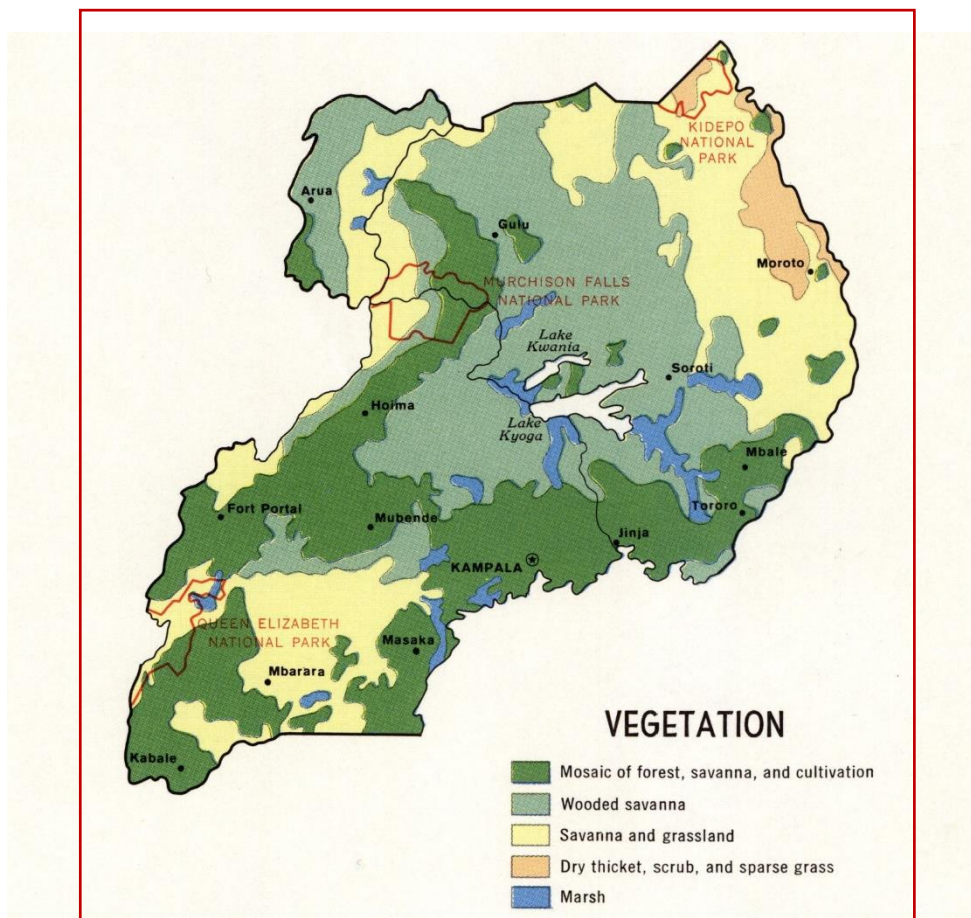 KIDEPO
NATIONAL
PARK
Arua
Gulu
Moroto
MURCHISON FALLS
NATIONAL PARK
Lake
Kwania
Soroti
Hoima
Lake
Kyoga
Mbale
Fort Portal
Mubende
Tororo
Jinja
KAMPALA
QUEEN ELIZABETH
NATIONAL PARK
Masaka
Mbarara
Kabale
VEGETATION
Mosaic of forest, savanna, and cultivation
Wooded savanna
Savanna and grassland
Dry thicket, scrub, and sparse grass
Marsh